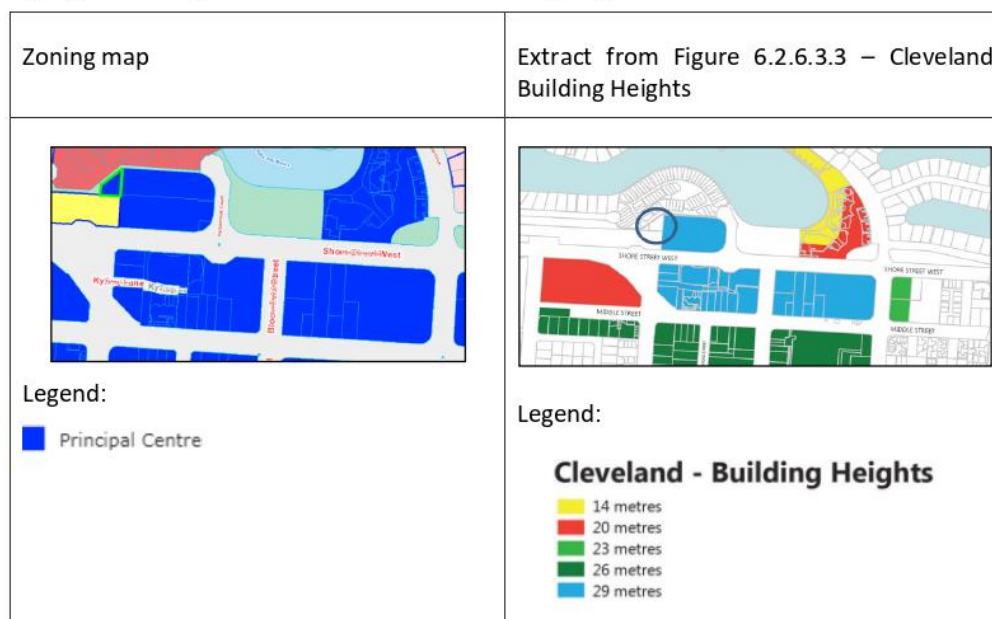 Zoning map
Extract from Figure 6.2.6.3.3 – Cleveland
Building Heights
Shore Street West
Bloomfield Street
SHORE STREET WEST
SHORE STREET WEST
MIDDLE STREET
MIDDLE STREET
Legend:
Principal Centre
Legend:
Cleveland - Building Heights
14 metres
20 metres
23 metres
26 metres
29 metres